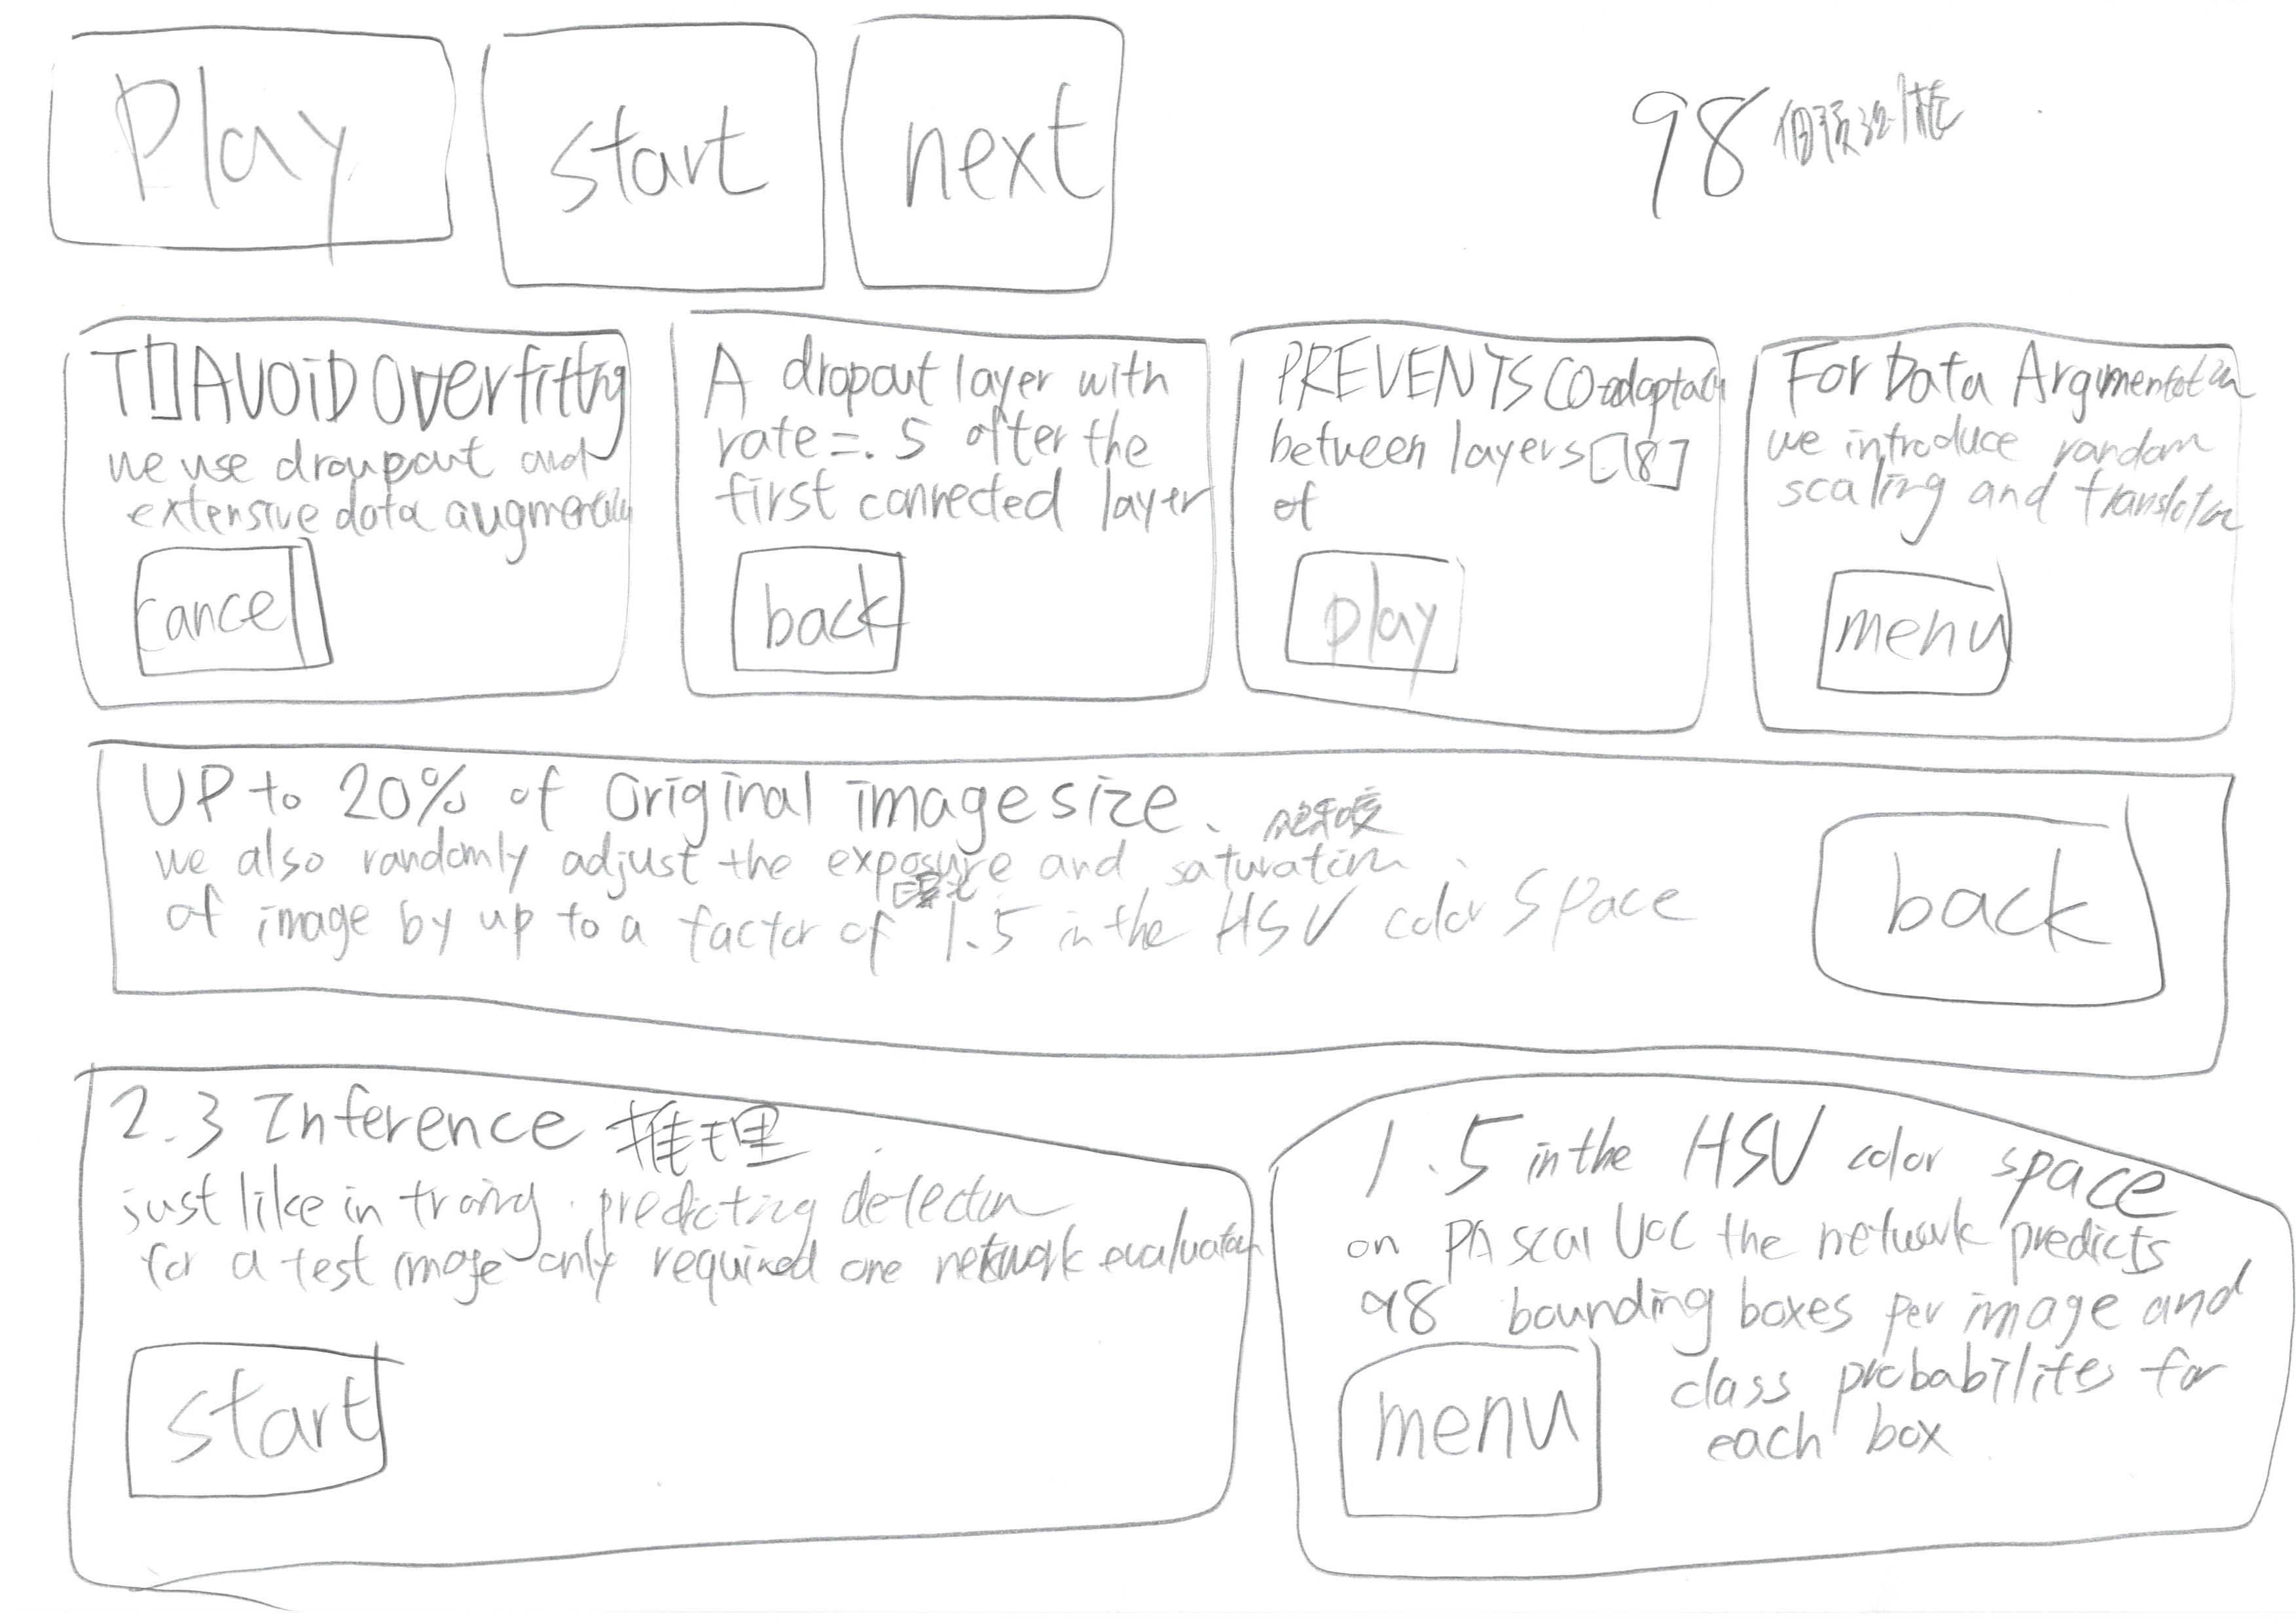 Play
start
next
98 個預測框
TO AVOID Overfitting
we use droupout and
extensive data augmentation
cancel
A dropout layer with
rate=.5 after the
first connected layer
back
PREVENTS CO-adaptation
between layers [18]
of
play
For Data Argmentation
we introduce random
scaling and translation
menu
UP to 20% of Original image size.
飽和度
we also randomly adjust the exposure and saturation
曝光
of image by up to a factor of 1.5 in the HSV color space
back
2.3 Inference 推理
just like in traing. predicting detection
for a test image only required one network evaluation
start
1.5 in the HSV color space
on PAscal VOC the network predicts
98 bounding boxes per image and
class probabilites for
each box
menu